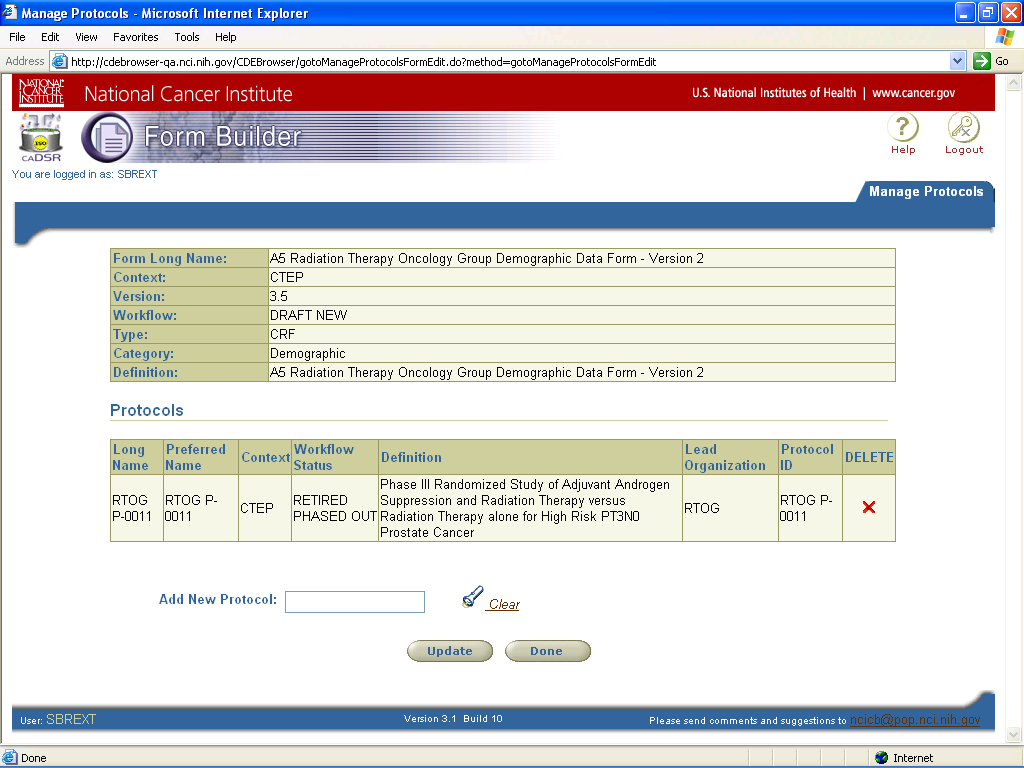 Manage Protocols - Microsoft Internet Explorer
File Edit View Favorites Tools Help
Address http://cdebrowser-qa.nci.nih.gov/CDEBrowser/gotoManageProtocolsFormEdit.do?method=gotoManageProtocolsFormEdit Go
NATIONAL CANCER INSTITUTE National Cancer Institute U.S. National Institutes of Health | www.cancer.gov
ISO
caDSR
Form Builder
Help Logout
You are logged in as: SBREXT
Manage Protocols
Form Long Name: A5 Radiation Therapy Oncology Group Demographic Data Form - Version 2
Context: CTEP
Version: 3.5
Workflow: DRAFT NEW
Type: CRF
Category: Demographic
Definition: A5 Radiation Therapy Oncology Group Demographic Data Form - Version 2
Protocols
Long Name Preferred Name Context Workflow Status Definition Lead Organization Protocol ID DELETE
RTOG P-0011 RTOG P-0011 CTEP RETIRED PHASED OUT Phase III Randomized Study of Adjuvant Androgen Suppression and Radiation Therapy versus Radiation Therapy alone for High Risk PT3N0 Prostate Cancer RTOG RTOG P-0011
Add New Protocol: Clear
Update Done
User: SBREXT Version 3.1 Build 10 Please send comments and suggestions to ncicb@pop.nci.nih.gov
Done Internet